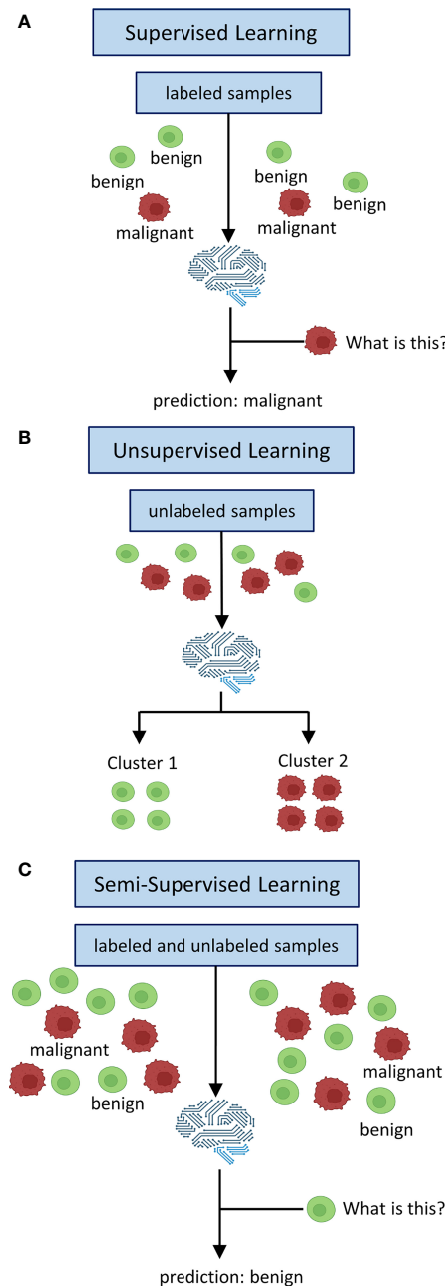 A
Supervised Learning
labeled samples
benign
benign
benign
benign
malignant
malignant
What is this?
prediction: malignant
B
Unsupervised Learning
unlabeled samples
Cluster 1
Cluster 2
C
Semi-Supervised Learning
labeled and unlabeled samples
malignant
benign
malignant
benign
What is this?
prediction: benign